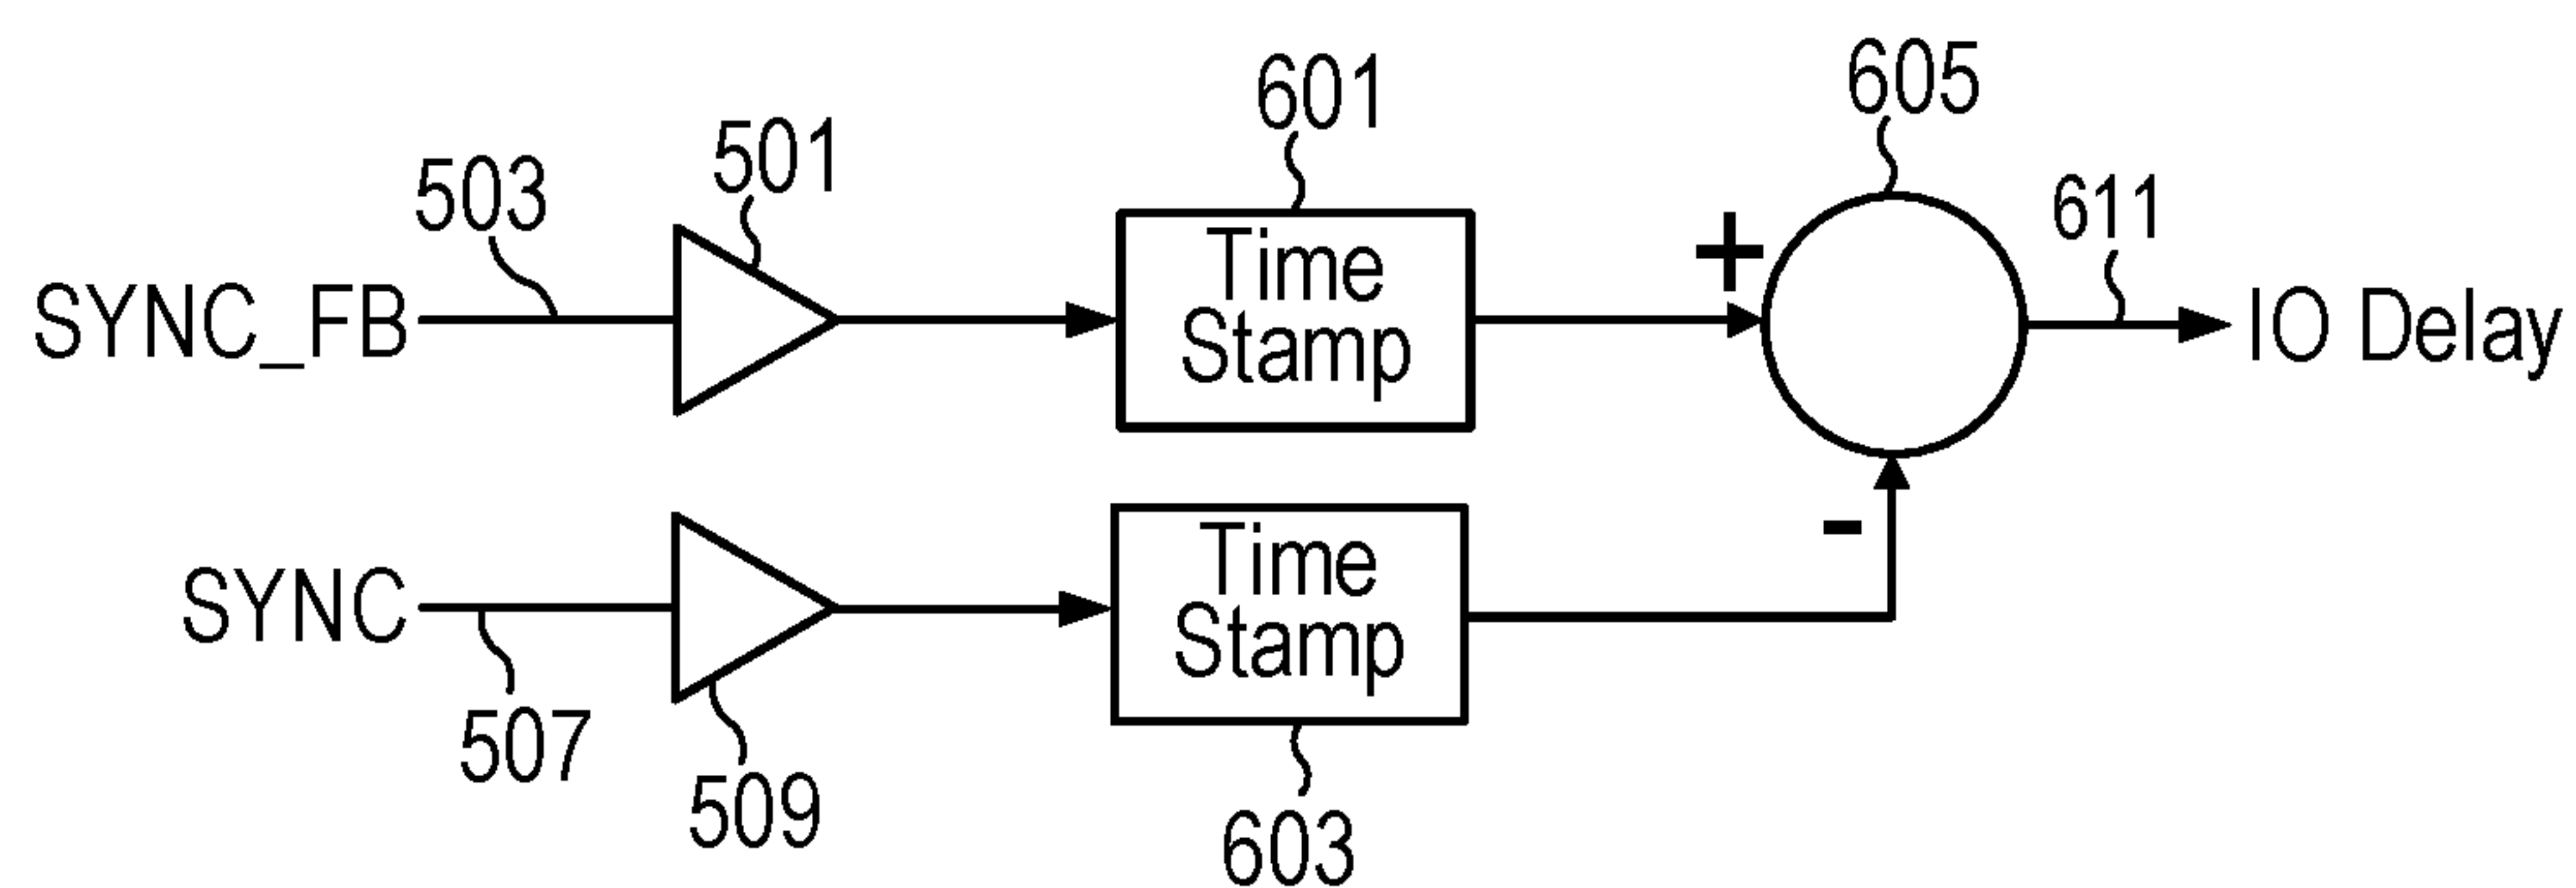 601
605
501
503
611
+
Time
Stamp
SYNC_FB
IO Delay
-
Time
Stamp
SYNC
507
509
603